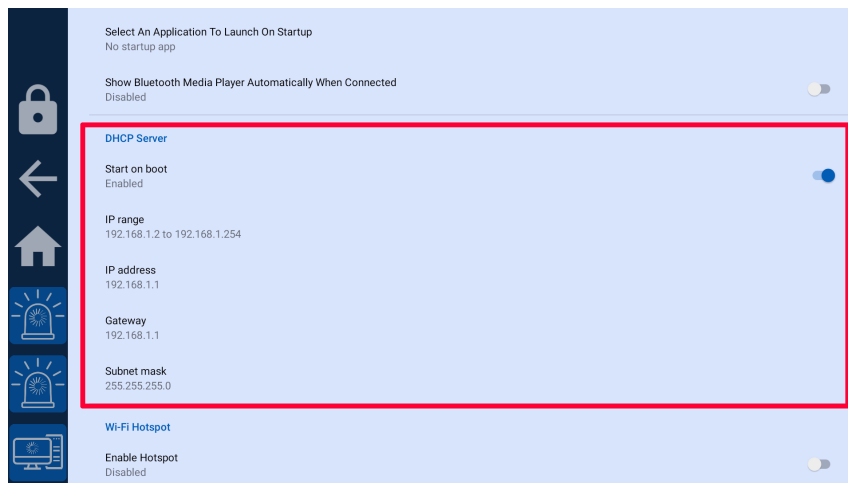 Select An Application To Launch On Startup
No startup app
Show Bluetooth Media Player Automatically When Connected
Disabled
DHCP Server
Start on boot
Enabled
IP range
192.168.1.2 to 192.168.1.254
IP address
192.168.1.1
Gateway
192.168.1.1
Subnet mask
255.255.255.0
Wi-Fi Hotspot
Enable Hotspot
Disabled